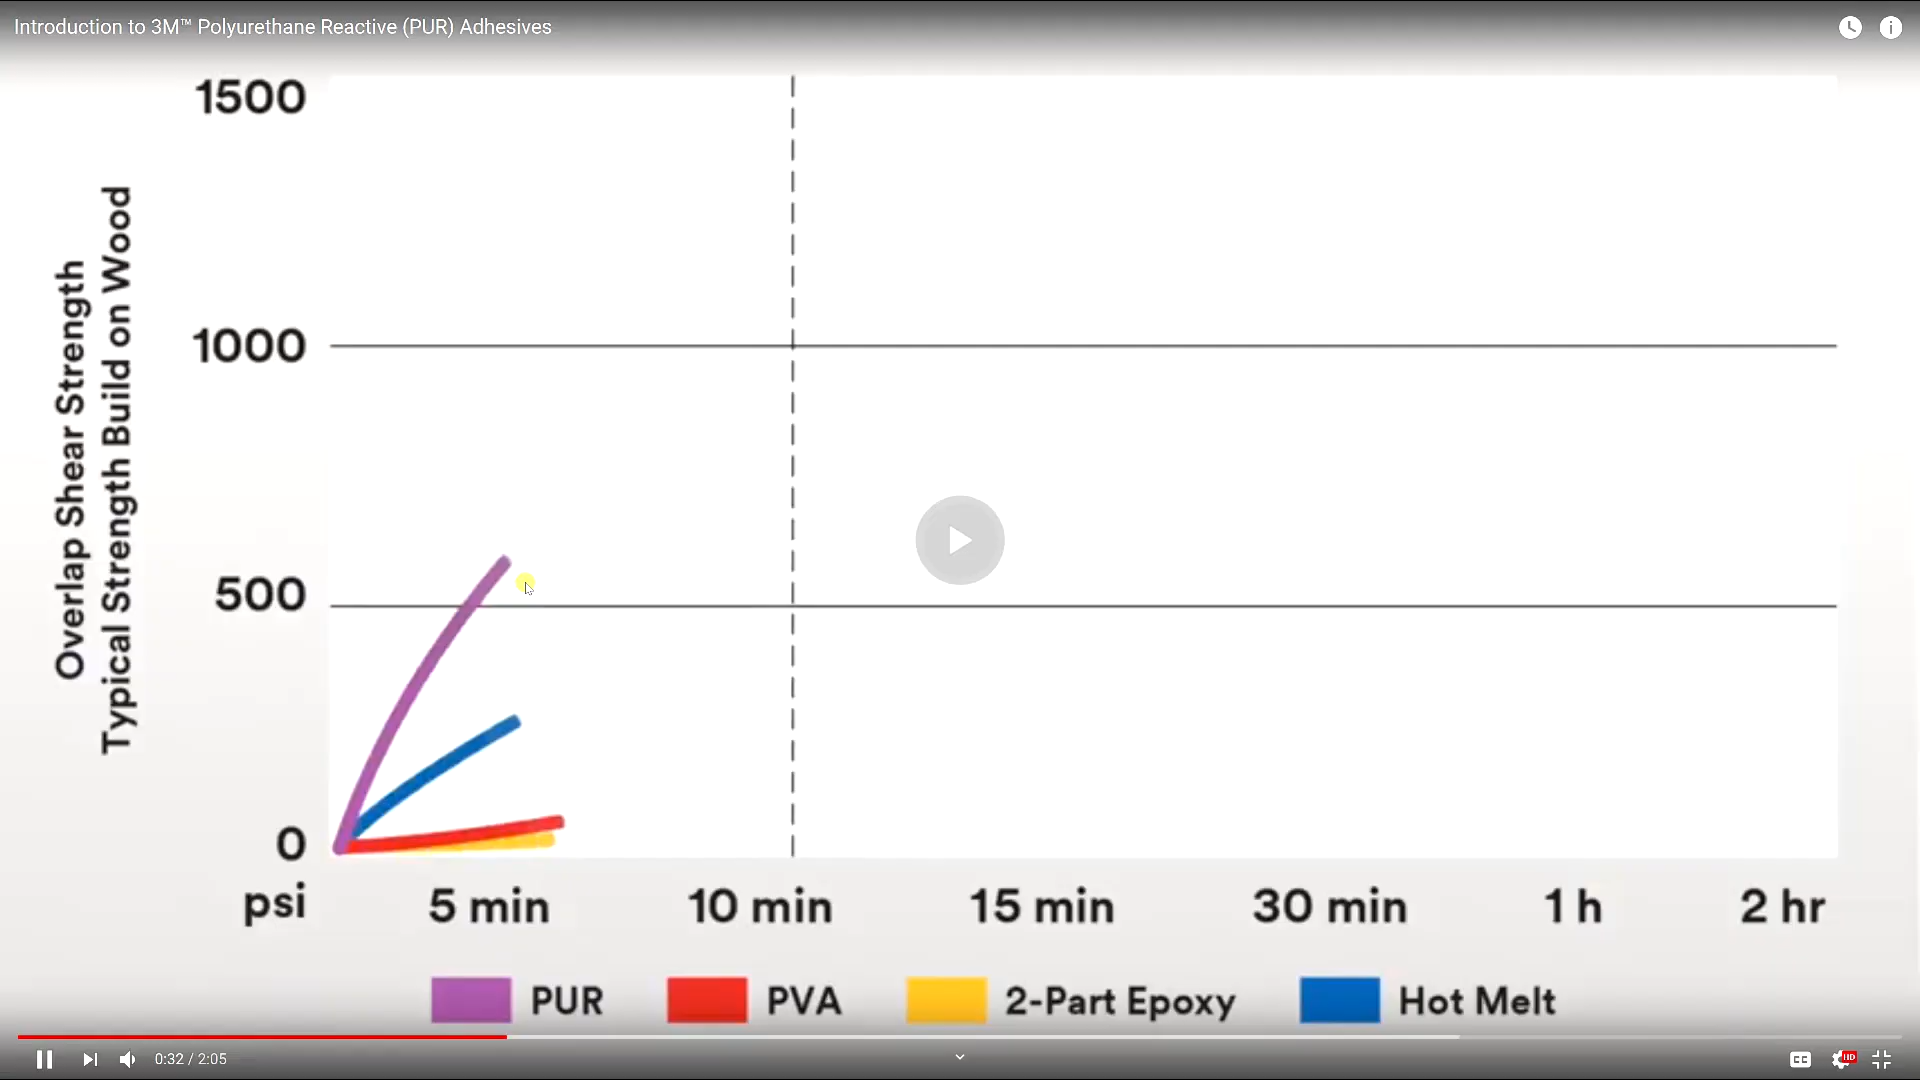 Introduction to 3M™ Polyurethane Reactive (PUR) Adhesives
1500
1000
500
0
psi
Overlap Shear Strength
Typical Strength Build on Wood
5 min
10 min
15 min
30 min
1 h
2 hr
PUR
PVA
2-Part Epoxy
Hot Melt
0:32 / 2:05
CC
HD